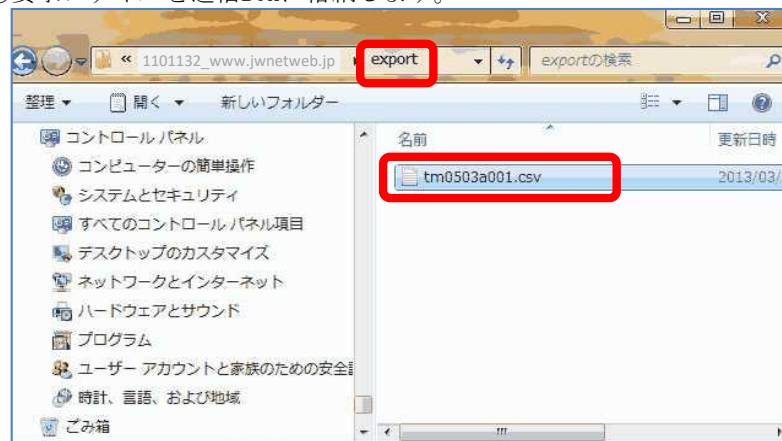 « 1101132_www.jwnetweb.jp export exportの検索
整理 開く 新しいフォルダー
コントロール パネル
コンピューターの簡単操作
システムとセキュリティ
すべてのコントロール パネル項目
デスクトップのカスタマイズ
ネットワークとインターネット
ハードウェアとサウンド
プログラム
ユーザー アカウントと家族のための安全
時計、言語、および地域
ごみ箱
名前 更新日時
tm0503a001.csv 2013/03/